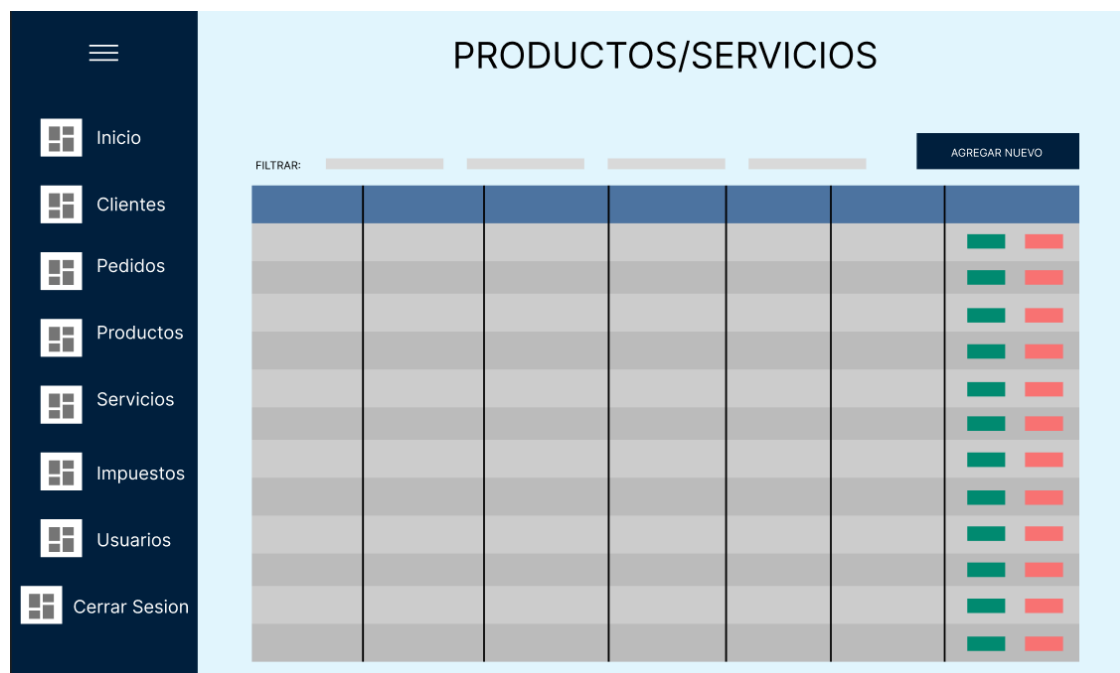 PRODUCTOS/SERVICIOS
Inicio
Clientes
Pedidos
Productos
Servicios
Impuestos
Usuarios
Cerrar Sesion
FILTRAR:
AGREGAR NUEVO